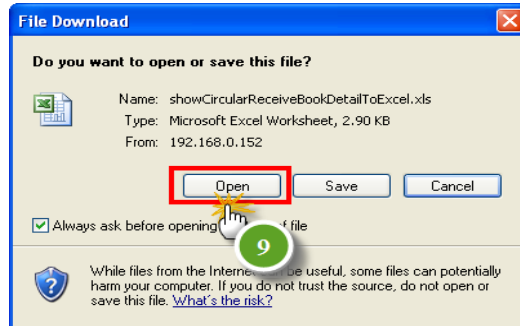 File Download
Do you want to open or save this file?
Name: showCircularReceiveBookDetailToExcel.xls
Type: Microsoft Excel Worksheet, 2.90 KB
From: 192.168.0.152
Open Save Cancel
Always ask before opening of file
9
While files from the Internet be useful, some files can potentially
harm your computer. If you do not trust the source, do not open or
save this file. What's the risk?